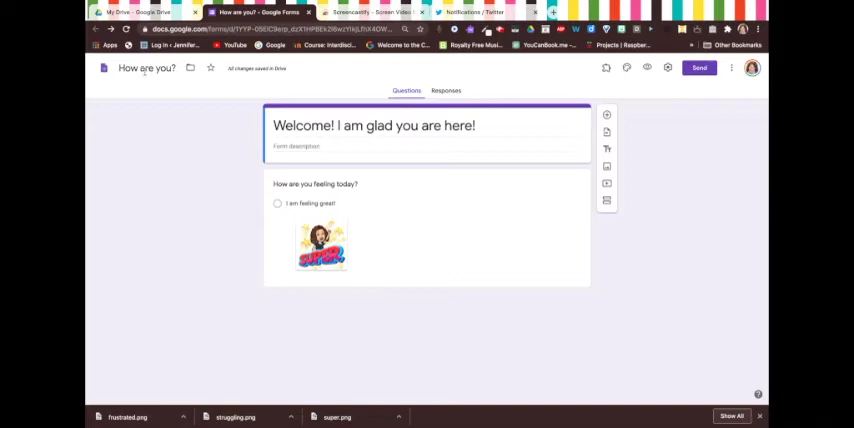 My Drive - Google Drive
How are you? - Google Forms
Screencastify - Screen Video
Notifications / Twitter
docs.google.com/forms/d/1YYP-
Apps
Log in ‹ Jennifer...
YouTube
Google
Course: Interdisci...
Welcome to the C...
Royalty Free Musi...
YouCanBook.me -...
Projects | Raspber...
Other Bookmarks
How are you?
All changes saved in Drive
Send
Questions
Responses
Welcome! I am glad you are here!
Form description
How are you feeling today?
I am feeling great!
SUPER!
frustrated.png
struggling.png
super.png
Show All